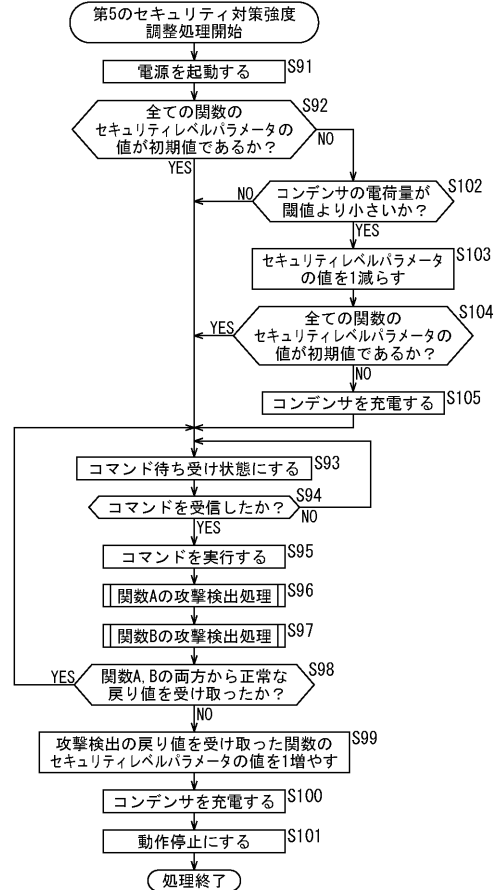 第5のセキュリティ対策強度
調整処理開始
電源を起動する
S91
全ての関数の
セキュリティレベルパラメータの
値が初期値であるか？
S92
NO
YES
コンデンサの電荷量が
閾値より小さいか？
S102
NO
YES
セキュリティレベルパラメータ
の値を1減らす
S103
全ての関数の
セキュリティレベルパラメータの
値が初期値であるか？
S104
YES
NO
コンデンサを充電する
S105
コマンド待ち受け状態にする
S93
コマンドを受信したか？
S94
NO
YES
コマンドを実行する
S95
関数Aの攻撃検出処理
S96
関数Bの攻撃検出処理
S97
関数A,Bの両方から正常な
戻り値を受け取ったか？
S98
YES
NO
攻撃検出の戻り値を受け取った関数の
セキュリティレベルパラメータの値を1増やす
S99
コンデンサを充電する
S100
動作停止にする
S101
処理終了